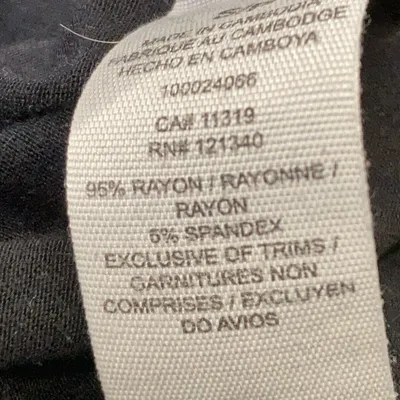 MADE IN CAMBODIA
FABRIQUE AU CAMBODGE
HECHO EN CAMBOYA
100024066
CA# 11319
RN# 121340
95% RAYON / RAYONNE /
RAYON
5% SPANDEX
EXCLUSIVE OF TRIMS /
GARNITURES NON
COMPRISES / EXCLUYEN
DO AVIOS